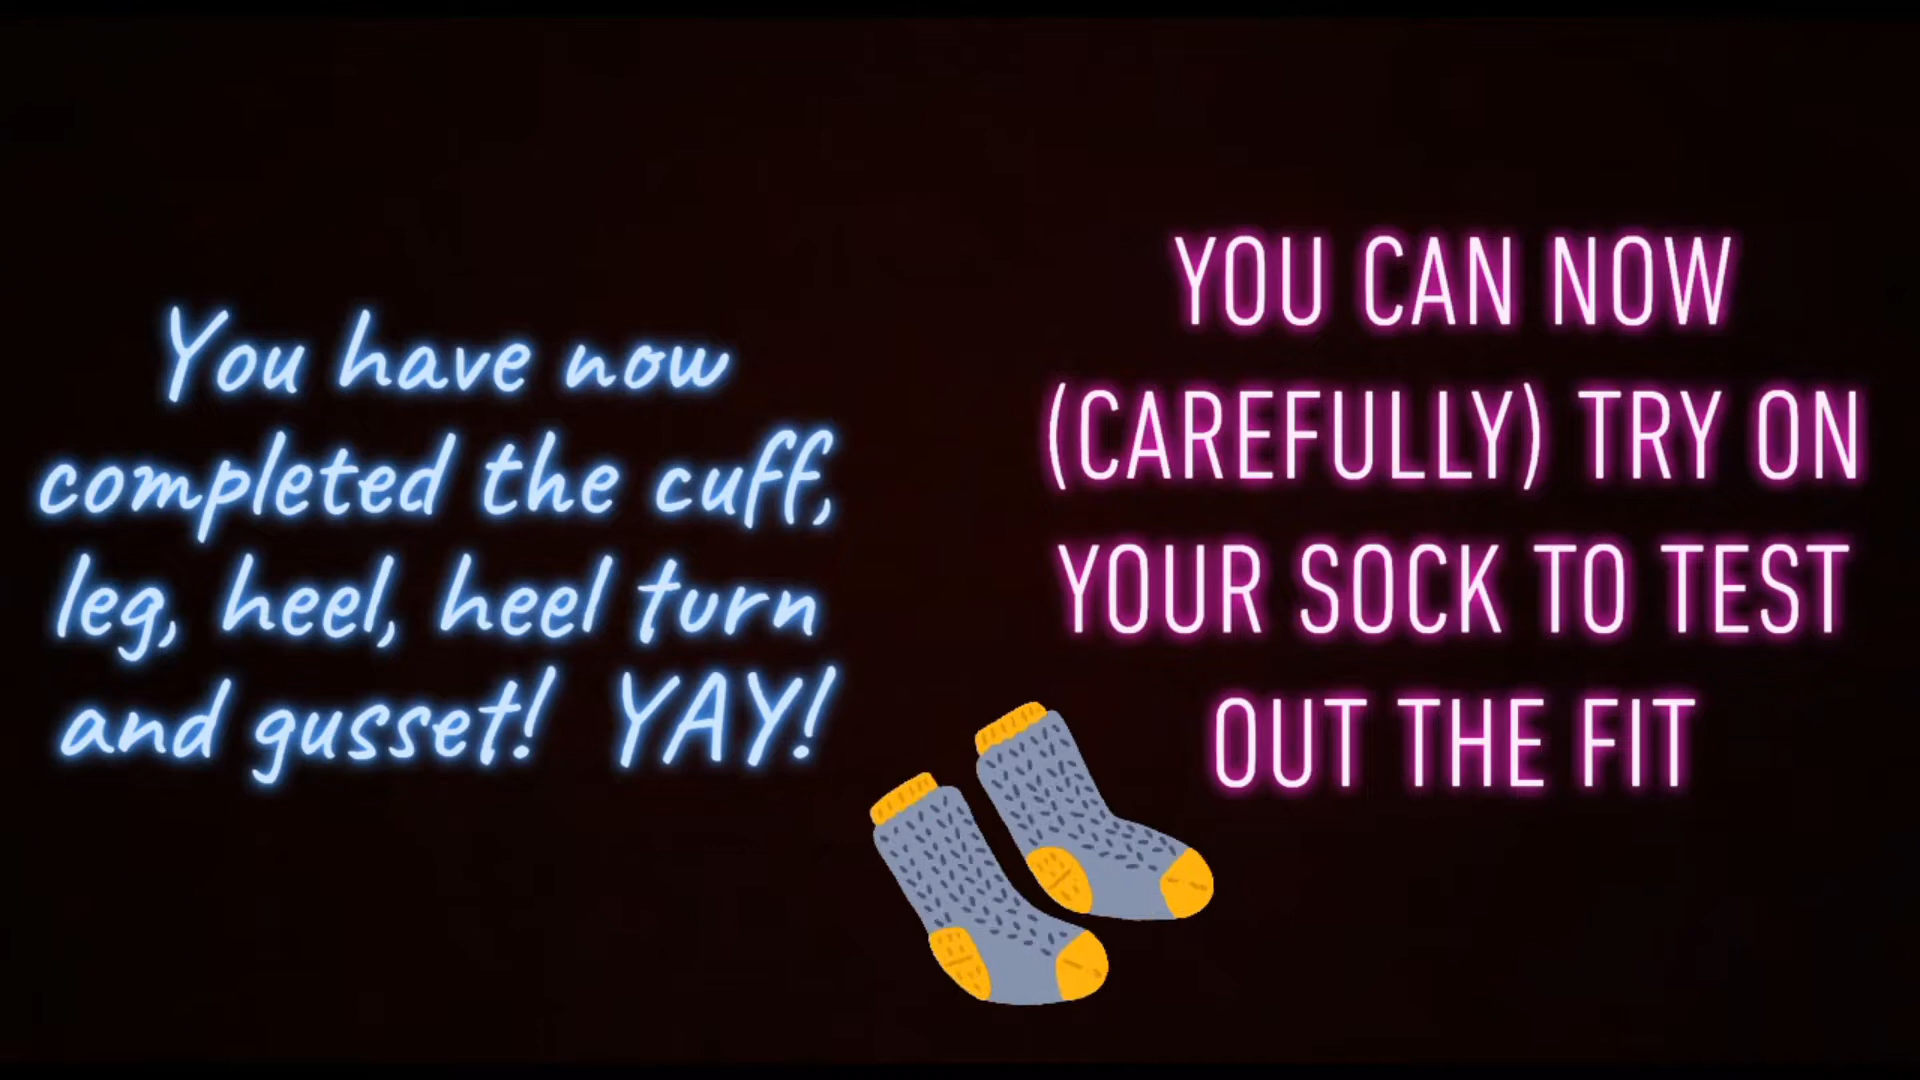 You have now
completed the cuff,
leg, heel, heel turn
and gusset!  YAY!
YOU CAN NOW
(CAREFULLY) TRY ON
YOUR SOCK TO TEST
OUT THE FIT